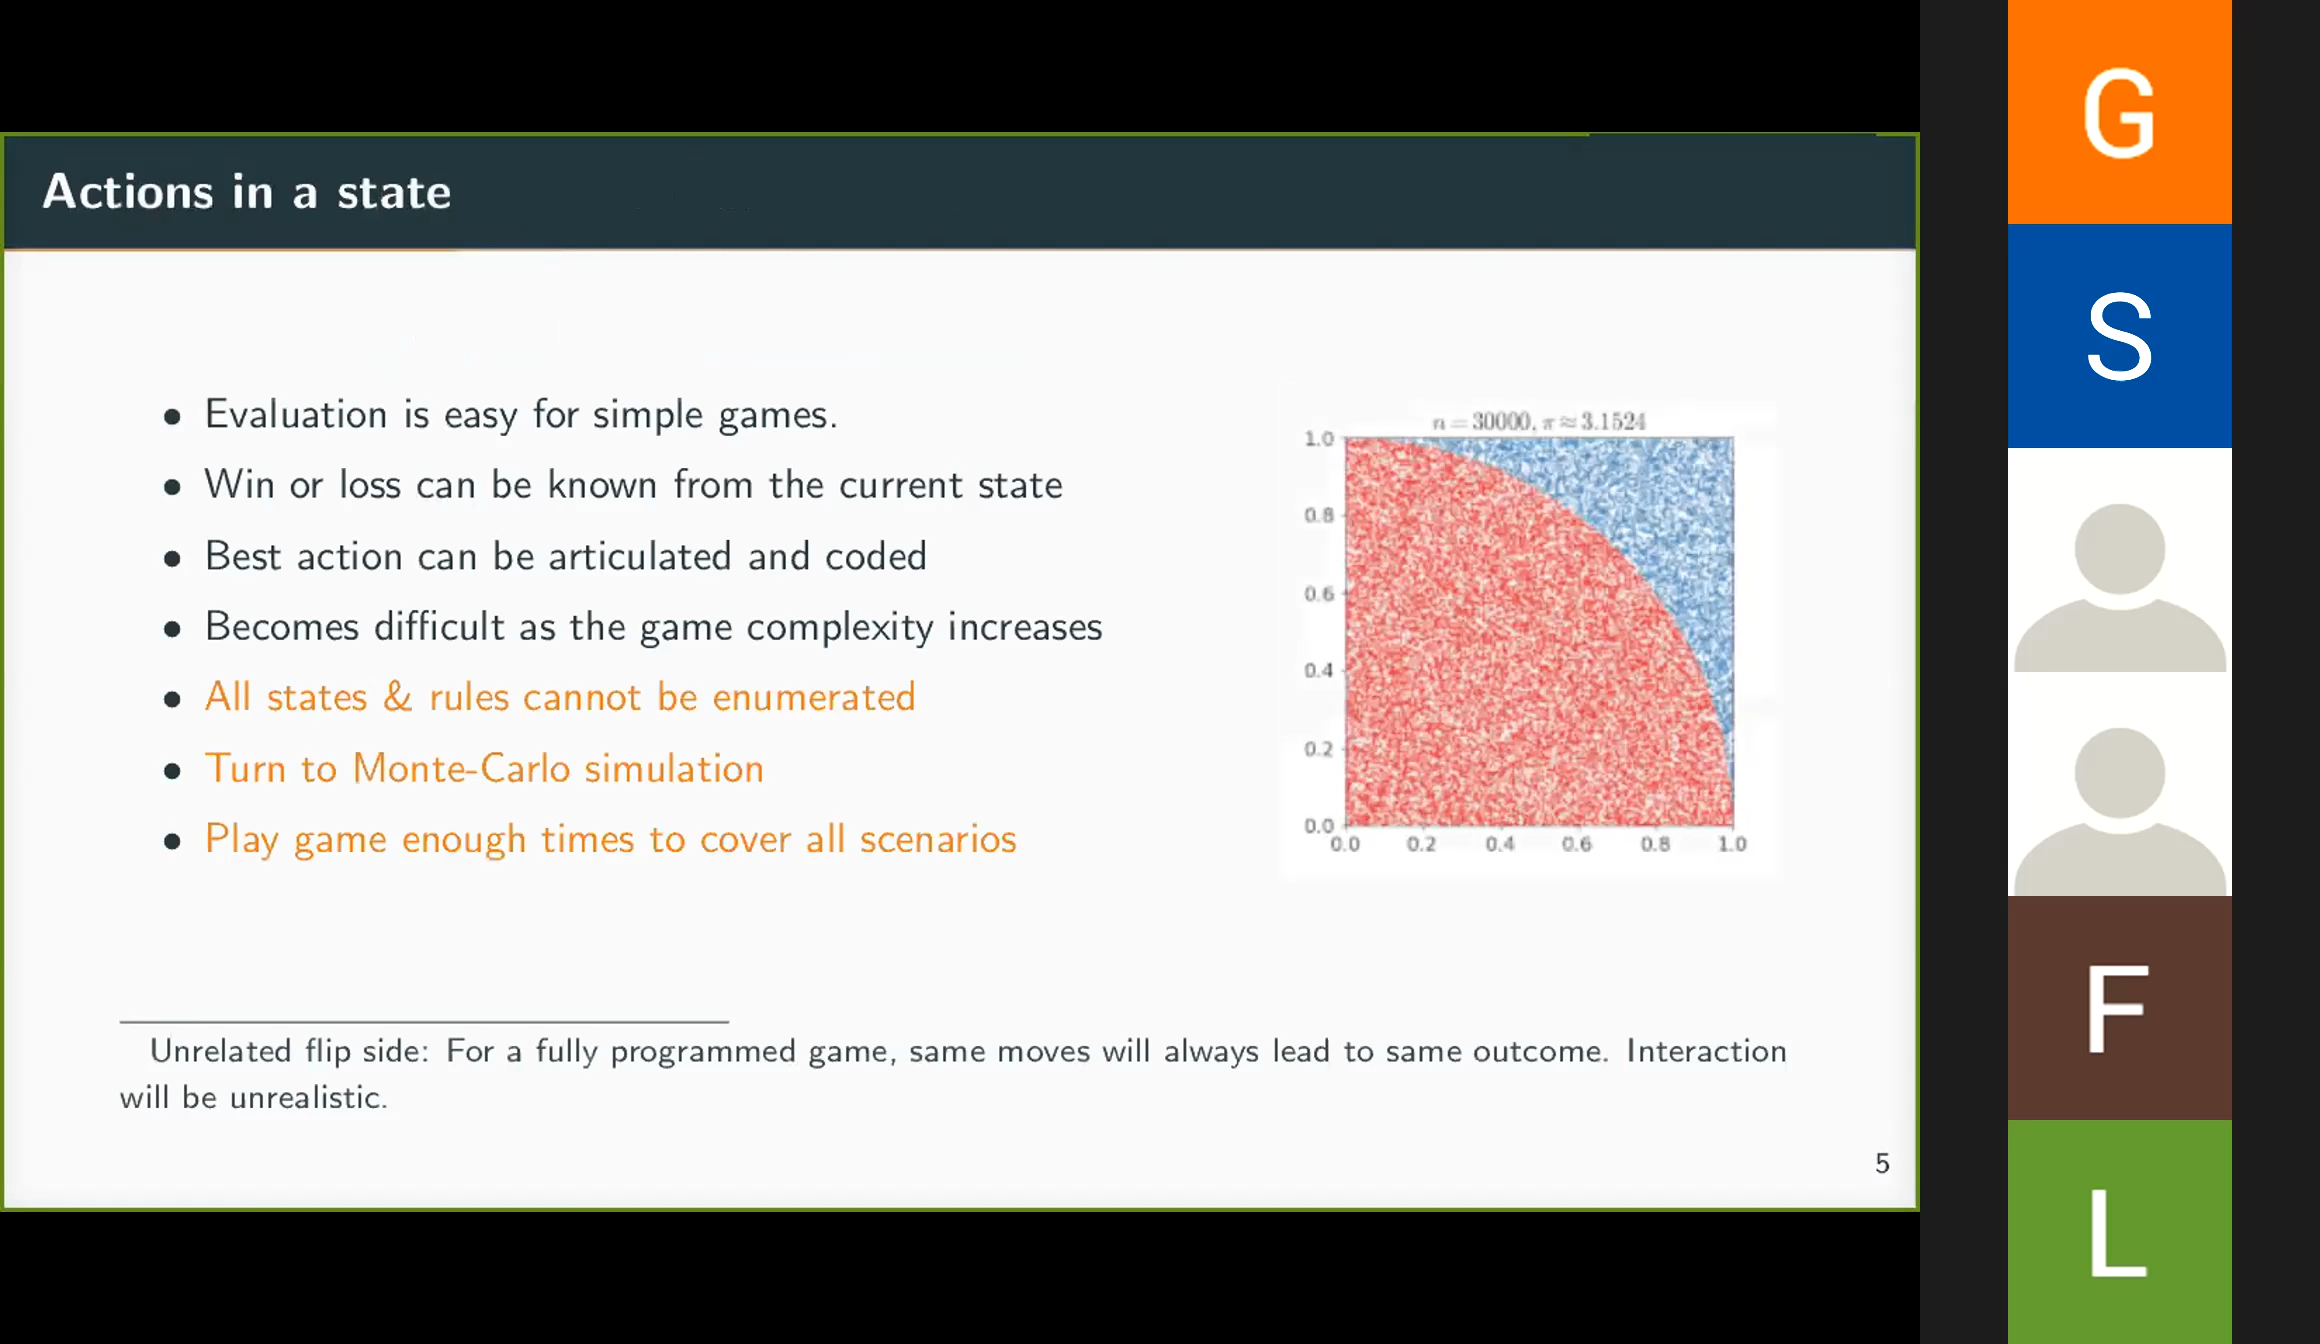 Actions in a state
• Evaluation is easy for simple games.
• Win or loss can be known from the current state
• Best action can be articulated and coded
• Becomes difficult as the game complexity increases
• All states & rules cannot be enumerated
• Turn to Monte-Carlo simulation
• Play game enough times to cover all scenarios
n = 30000, π ≈ 3.1524
1.0
0.8
0.6
0.4
0.2
0.0
0.0 0.2 0.4 0.6 0.8 1.0
Unrelated flip side: For a fully programmed game, same moves will always lead to same outcome. Interaction
will be unrealistic.
5
G
S
F
L